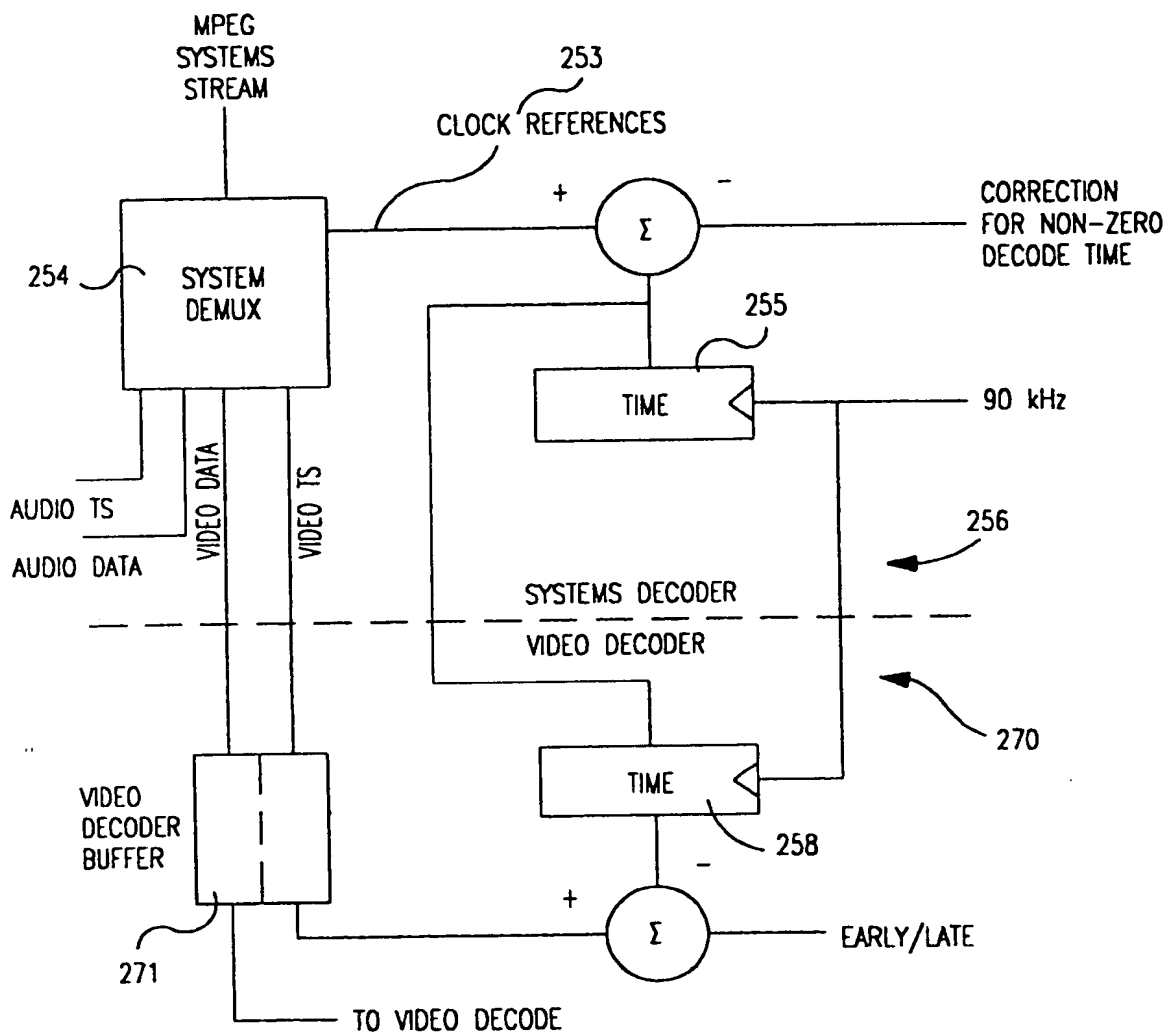 MPEG
SYSTEMS
STREAM
253
CLOCK REFERENCES
+
-
Σ
CORRECTION
FOR NON-ZERO
DECODE TIME
254
SYSTEM
DEMUX
255
TIME
90 kHz
VIDEO DATA
VIDEO TS
AUDIO TS
AUDIO DATA
256
SYSTEMS DECODER
VIDEO DECODER
270
TIME
VIDEO
DECODER
BUFFER
258
-
+
Σ
EARLY/LATE
271
TO VIDEO DECODE